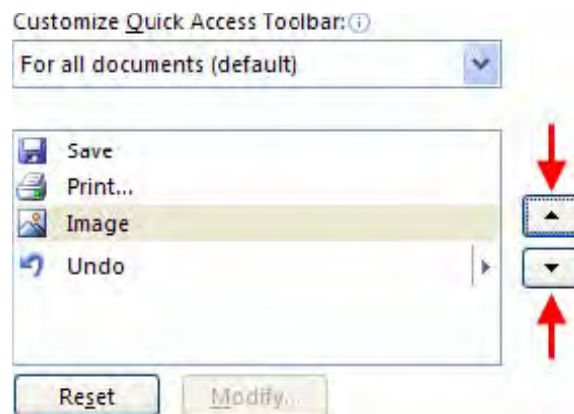 Customize Quick Access Toolbar:
For all documents (default)
Save
Print...
Image
Undo
Reset Modify...